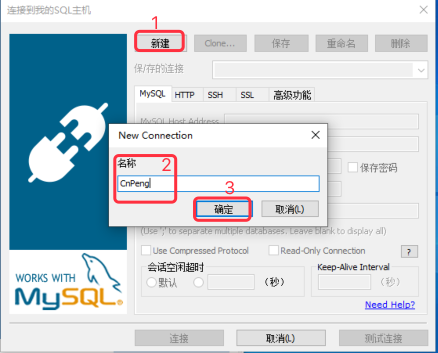 连接到我的SQL主机
1
新建
Clone...
保存
重命名
删除
保/存的连接
MySQL
HTTP
SSH
SSL
高级功能
MySQL Host Address
New Connection
名称
2
CnPeng
保存密码
3
确定
取消(L)
(Use ';' to separate multiple databases. Leave blank to display all)
Use Compressed Protocol
Read-Only Connection
?
会话空闲超时
Keep-Alive Interval
默认
(秒)
(秒)
WORKS WITH
MySQL®
Need Help?
连接
取消(L)
测试连接